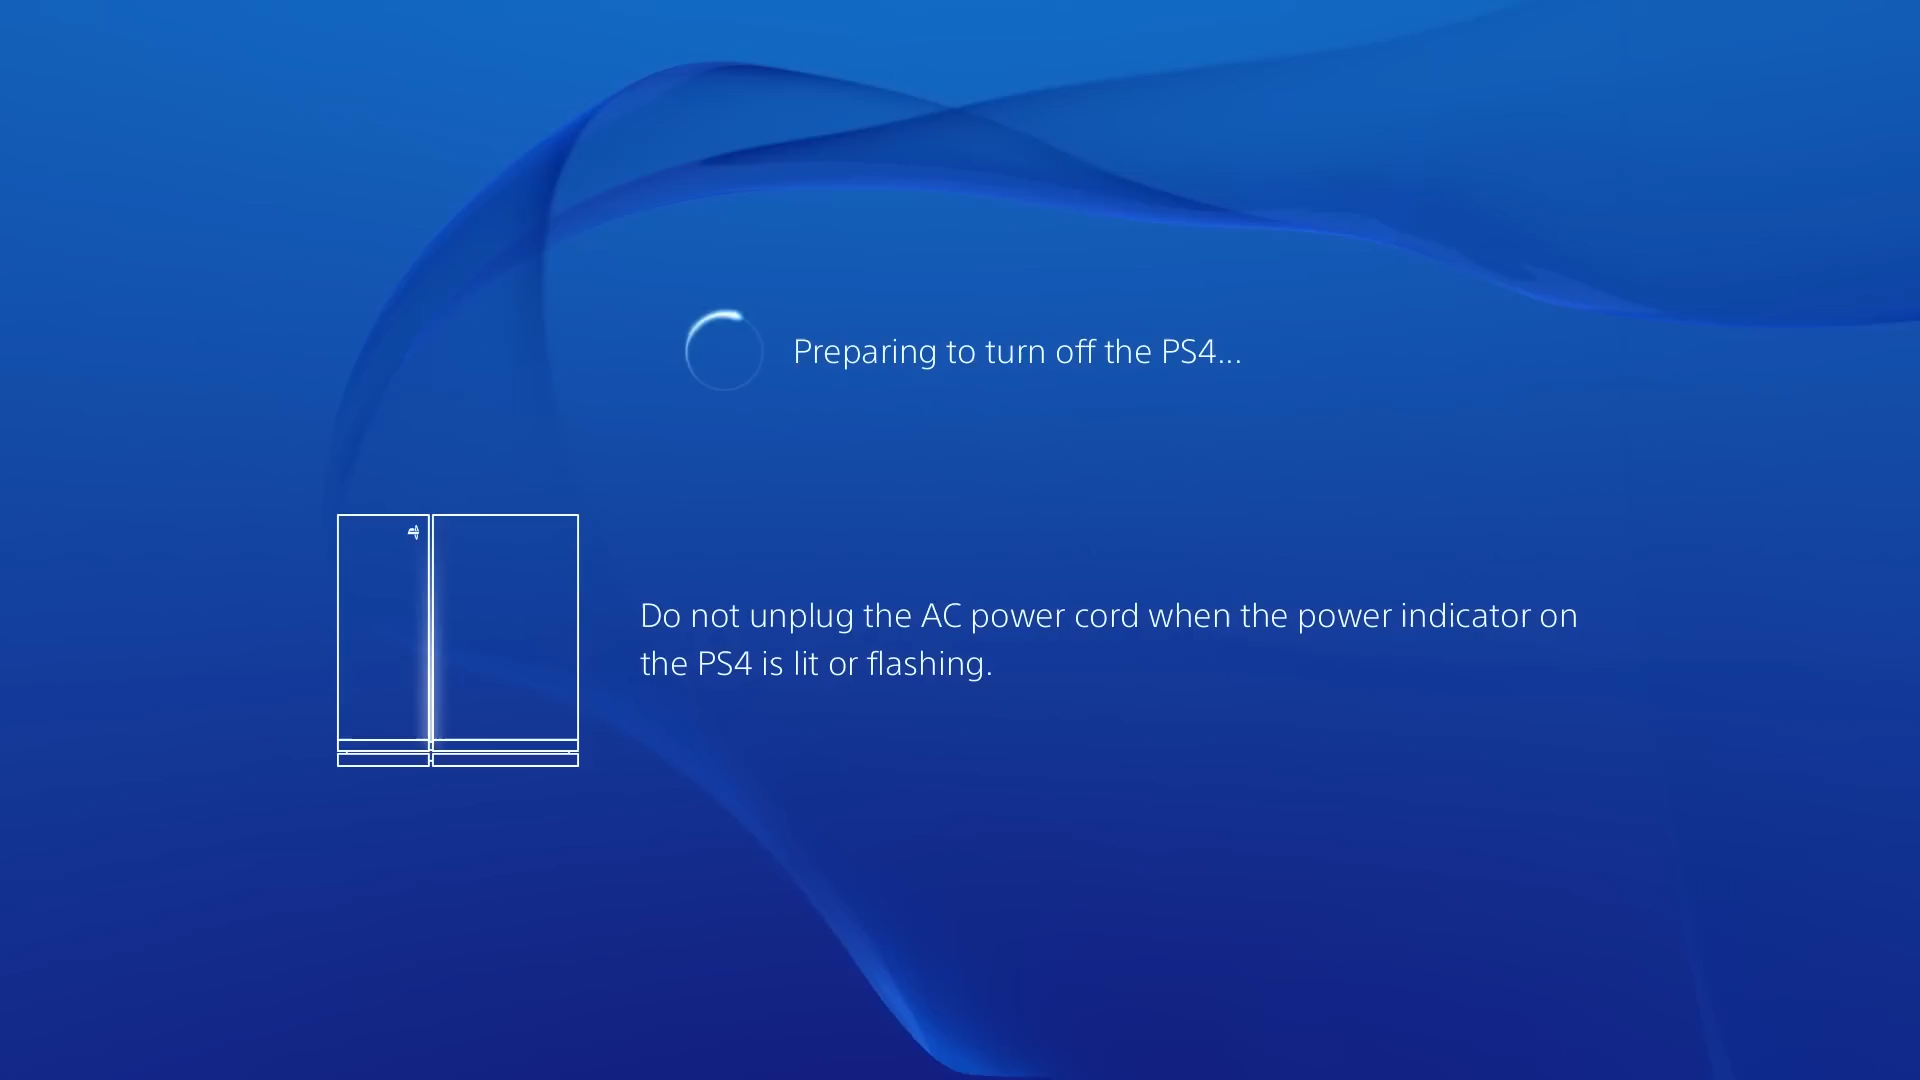 Preparing to turn off the PS4...
Do not unplug the AC power cord when the power indicator on
the PS4 is lit or flashing.